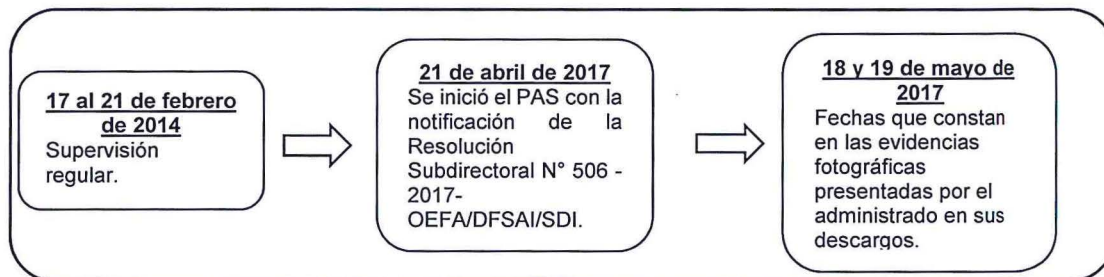 17 al 21 de febrero
de 2014
Supervisión
regular.
21 de abril de 2017
Se inició el PAS con la
notificación de la
Resolución
Subdirectoral N° 506 -
2017-
OEFA/DFSAI/SDI.
18 y 19 de mayo de
2017
Fechas que constan
en las evidencias
fotográficas
presentadas por el
administrado en sus
descargos.